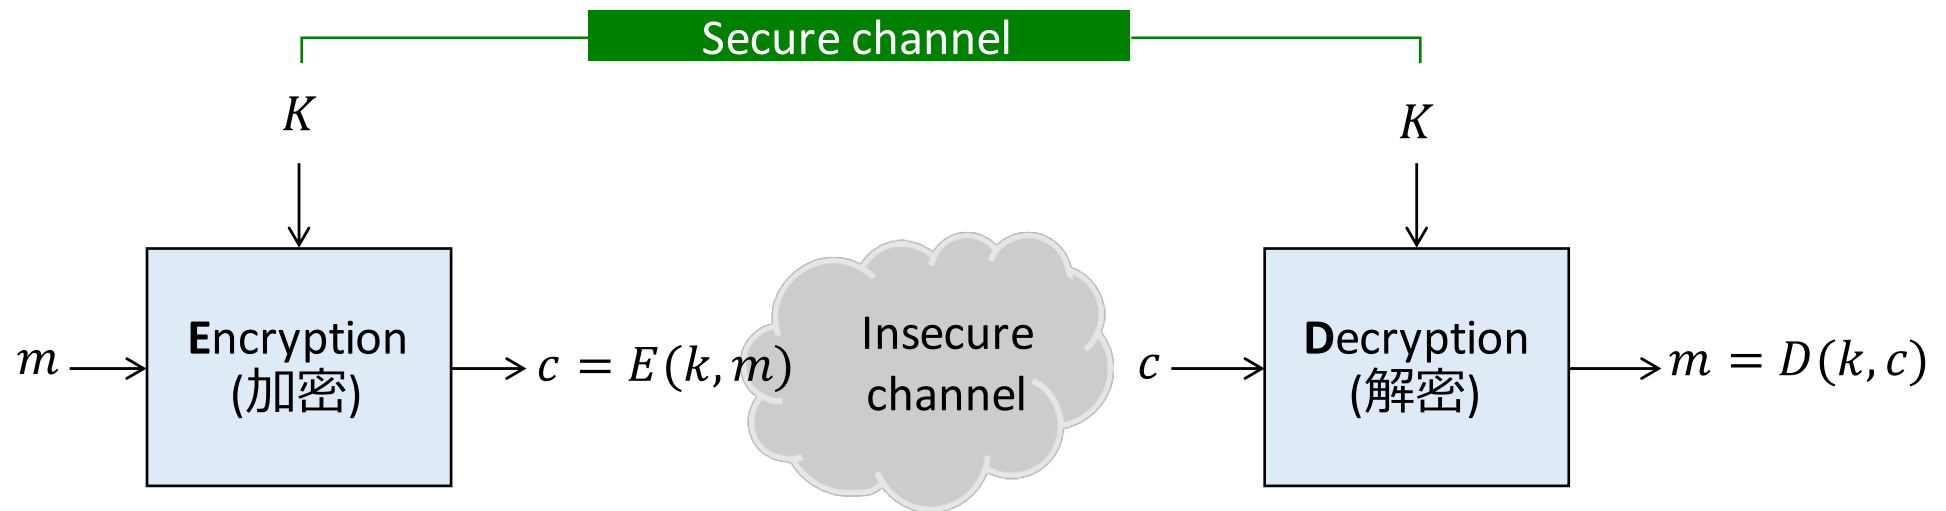 Secure channel
K
K
m
Encryption
(加密)
c = E(k, m)
Insecure
channel
c
Decryption
(解密)
m = D(k, c)